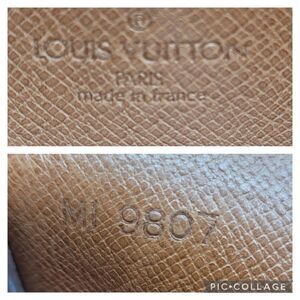 ®
LOUIS VUITTON
PARIS
made in france
MI 9807
PIC•COLLAGE